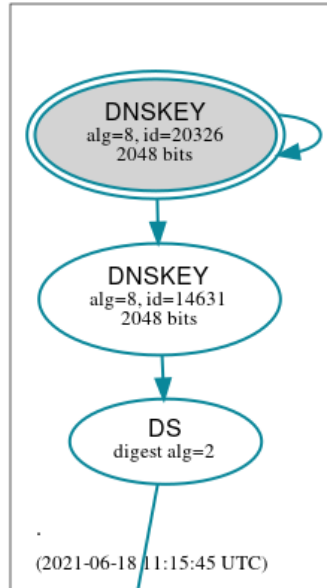 DNSKEY
alg=8, id=20326
2048 bits
DNSKEY
alg=8, id=14631
2048 bits
DS
digest alg=2
.
(2021-06-18 11:15:45 UTC)